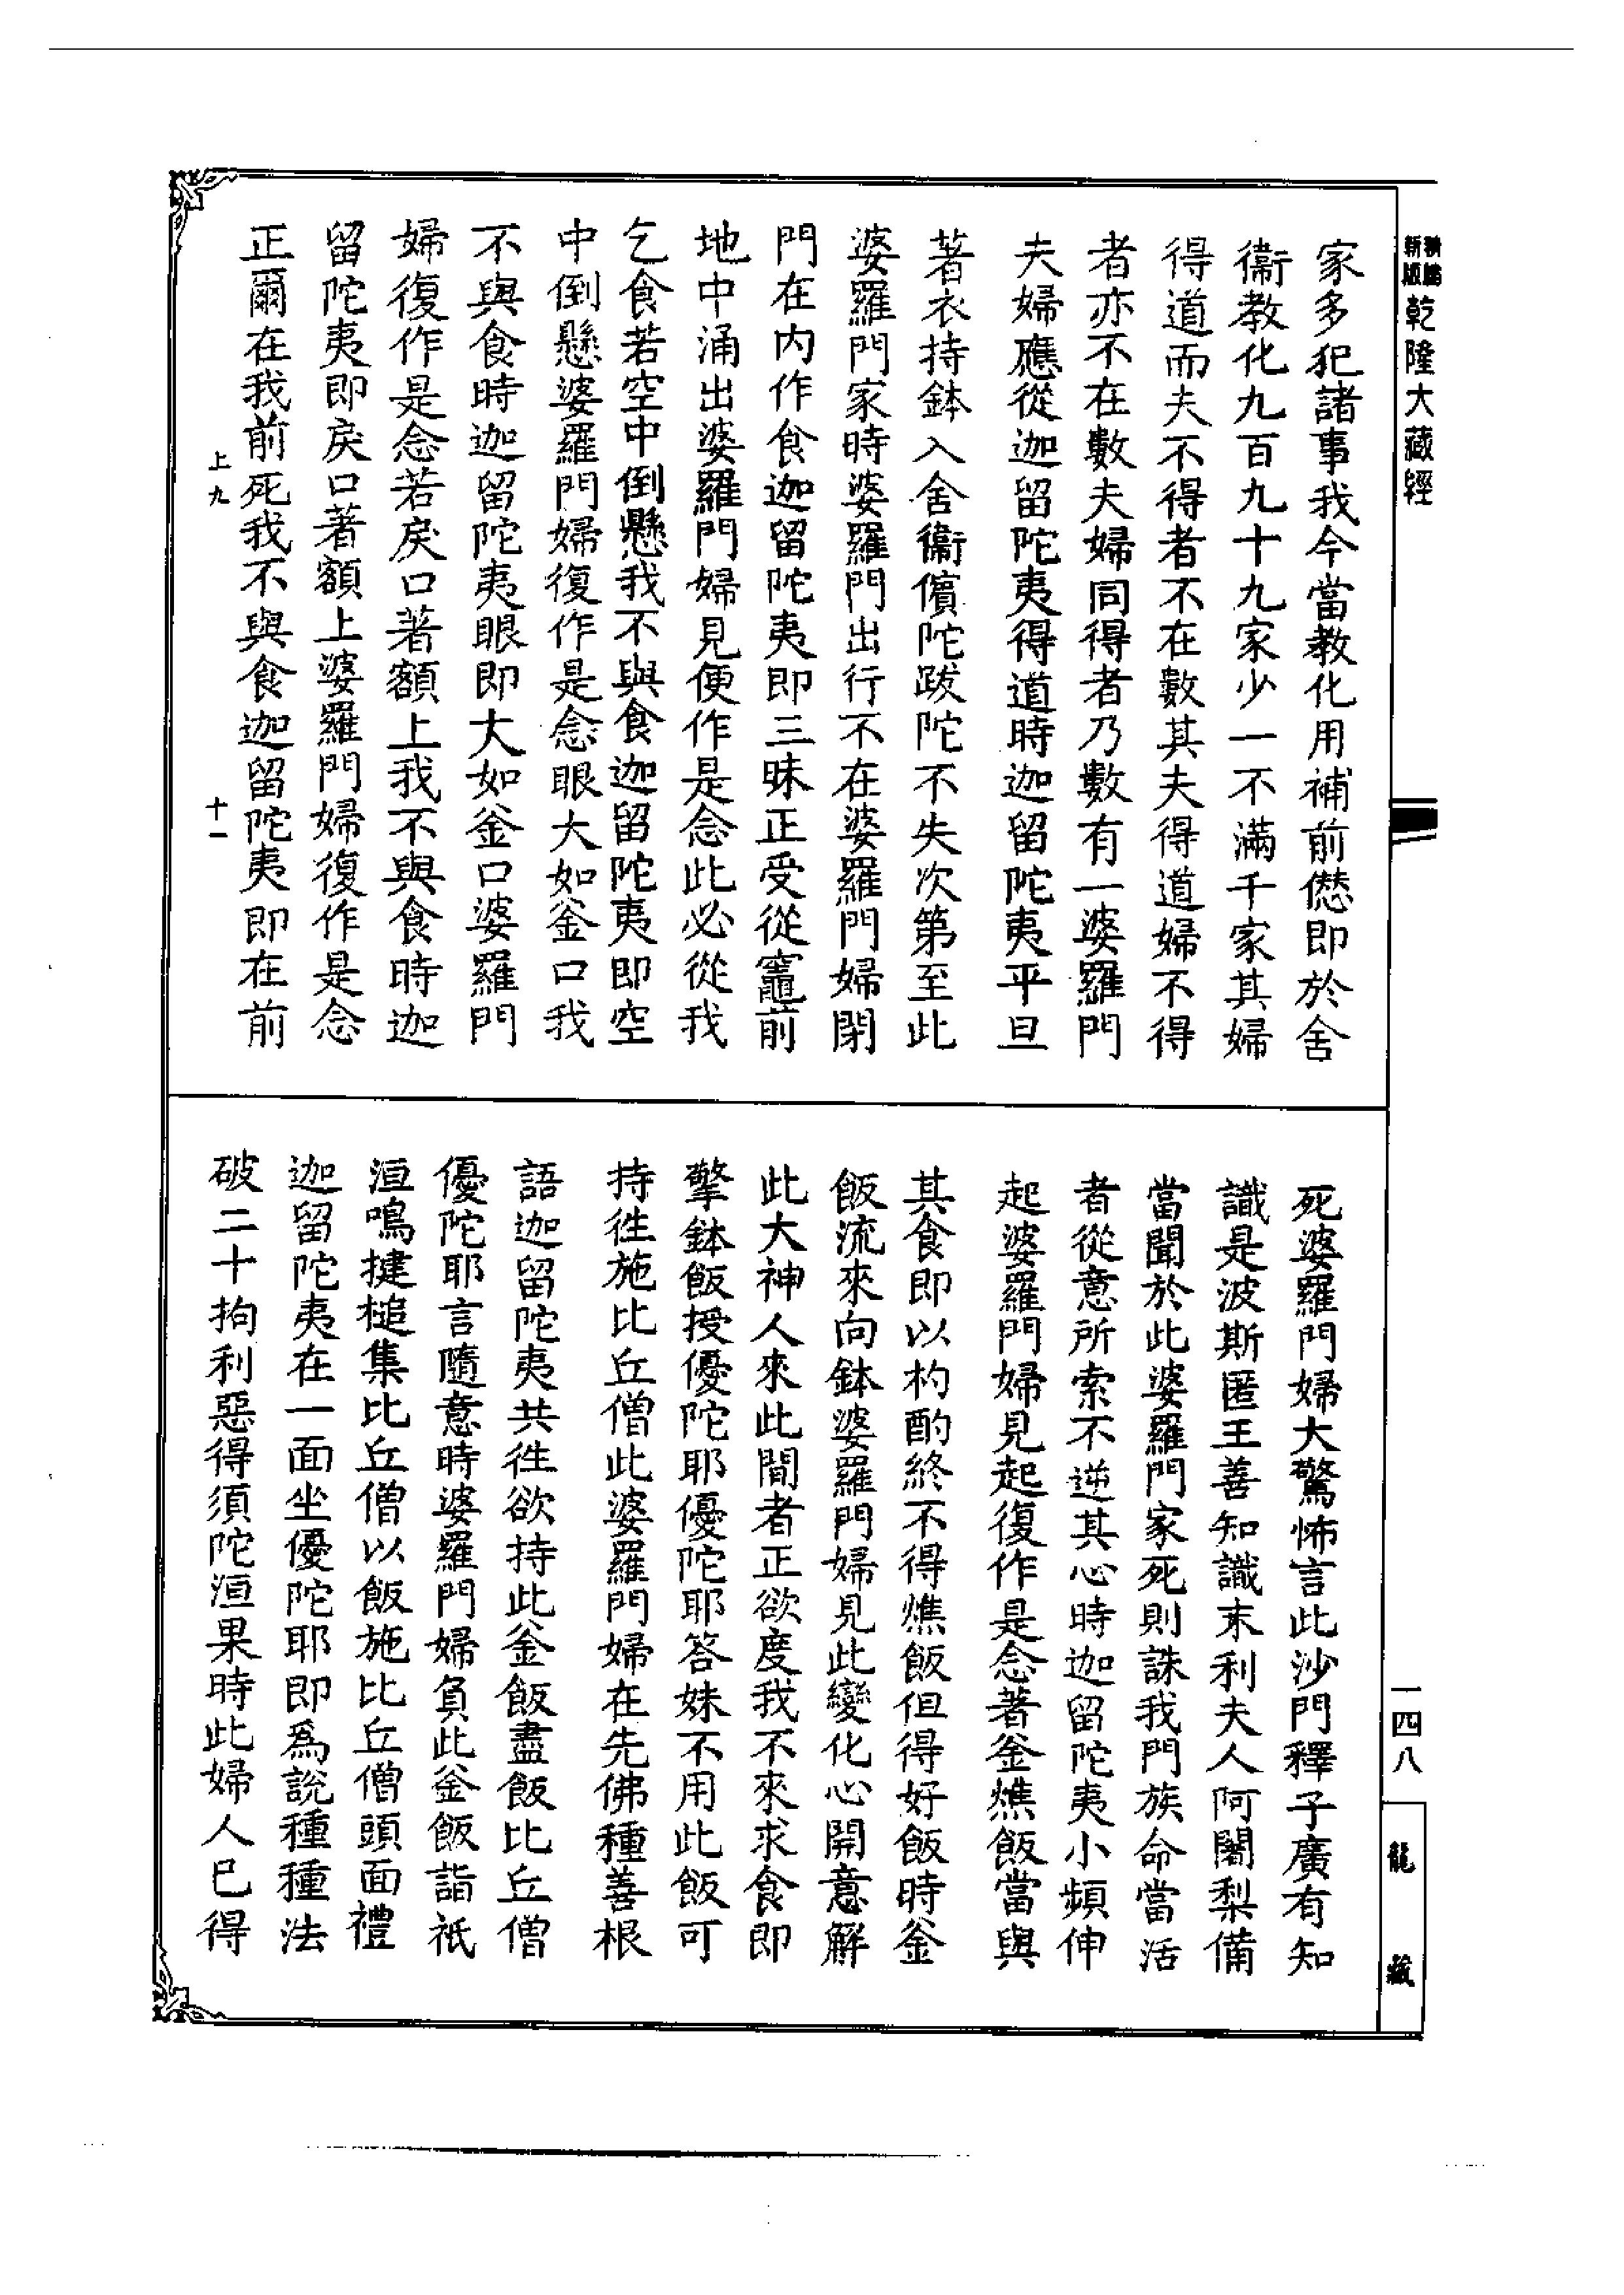 精編新版乾隆大藏經
家多犯諸事我今當教化用補前愆即於舍
衞教化九百九十九家少一不滿千家其婦
得道而夫不得者不在數其夫得道婦不得
者亦不在數夫婦同得者乃數有一婆羅門
夫婦應從迦留陀夷得道時迦留陀夷平旦
著衣持鉢入舍衞儐陀跋陀不失次第至此
婆羅門家時婆羅門出行不在婆羅門婦閉
門在內作食迦留陀夷即三昧正受從竈前
地中涌出婆羅門婦見便作是念此必從我
乞食若空中倒懸我不與食迦留陀夷即空
中倒懸婆羅門婦復作是念眼大如釜口我
不與食時迦留陀夷眼即大如釜口婆羅門
婦復作是念若戾口著額上我不與食時迦
留陀夷即戾口著額上婆羅門婦復作是念
正爾在我前死我不與食迦留陀夷即在前
上九 十一
死婆羅門婦大驚怖言此沙門釋子廣有知
識是波斯匿王善知識末利夫人阿闍梨備
當聞於此婆羅門家死則誅我門族命當活
者從意所索不逆其心時迦留陀夷小頻伸
起婆羅門婦見起復作是念著釜燋飯當與
其食即以杓酌終不得燋飯但得好飯時釜
飯流來向鉢婆羅門婦見此變化心開意解
此大神人來此間者正欲度我不來求食即
擎鉢飯授優陀耶優陀耶答妹不用此飯可
持徃施比丘僧此婆羅門婦在先佛種善根
語迦留陀夷共徃欲持此釜飯盡飯比丘僧
優陀耶言隨意時婆羅門婦負此釜飯詣祇
洹鳴揵槌集比丘僧以飯施比丘僧頭面禮
迦留陀夷在一面坐優陀耶即爲說種種法
破二十拘利惡得須陀洹果時此婦人已得
一四八
龍藏